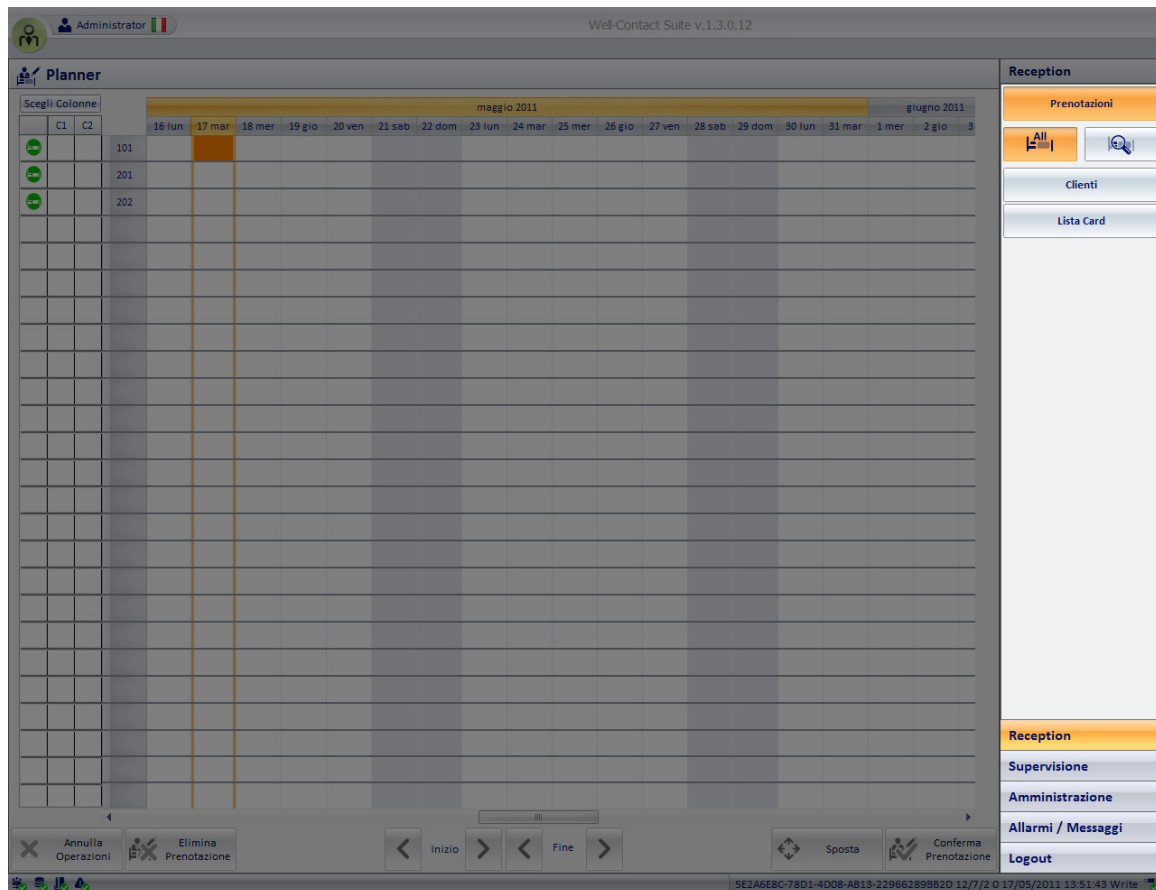 Administrator
Well-Contact Suite v.1.3.0.12
Planner
Reception
Scegli Colonne
maggio 2011
giugno 2011
C1 C2
16 lun 17 mar 18 mer 19 gio 20 ven 21 sab 22 dom 23 lun 24 mar 25 mer 26 gio 27 ven 28 sab 29 dom 30 lun 31 mar 1 mer 2 gio 3
101
201
202
Prenotazioni
All
Clienti
Lista Card
Reception
Supervisione
Amministrazione
Allarmi / Messaggi
Logout
Annulla
Operazioni
Elimina
Prenotazione
Inizio
Fine
Sposta
Conferma
Prenotazione
5E2A6E8C-78D1-4D08-AB13-22966289B82D 12/7/2 0 17/05/2011 13:51:43 Write